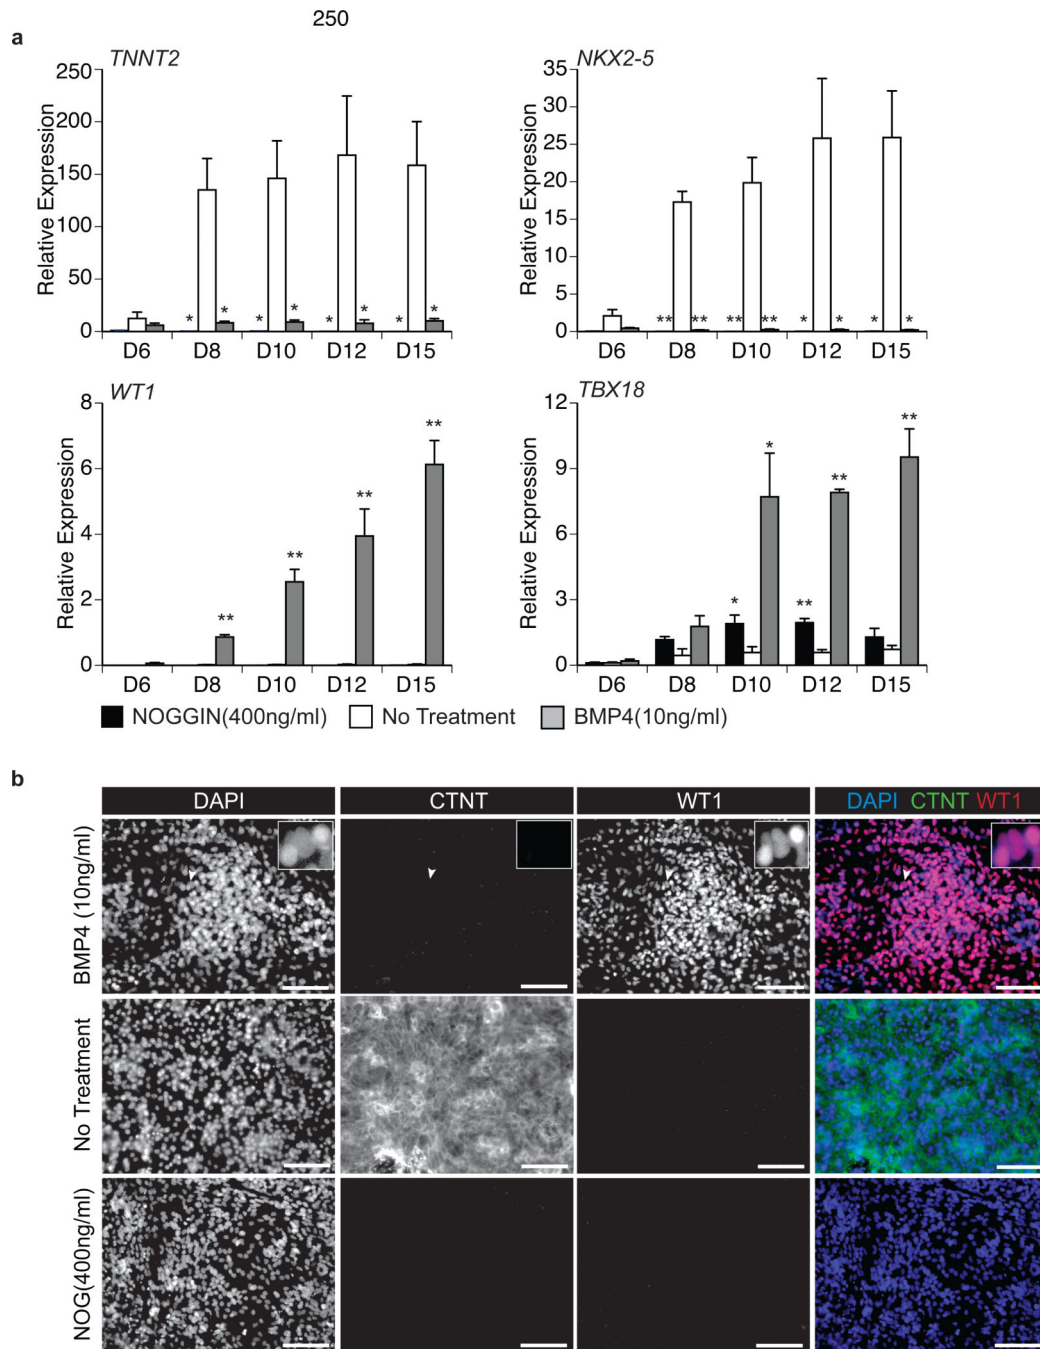 250
a
TNNT2
NKX2-5
Relative Expression
250
200
150
100
50
0
* * * * * * * *
D6 D8 D10 D12 D15
Relative Expression
35
30
25
20
15
10
5
0
** ** ** ** * * * *
D6 D8 D10 D12 D15
WT1
TBX18
Relative Expression
8
6
4
2
0
** ** ** **
D6 D8 D10 D12 D15
Relative Expression
12
9
6
3
0
* * ** ** **
D6 D8 D10 D12 D15
NOGGIN(400ng/ml) No Treatment BMP4(10ng/ml)
b
DAPI CTNT WT1 DAPI CTNT WT1
BMP4 (10ng/ml)
No Treatment
NOG(400ng/ml)